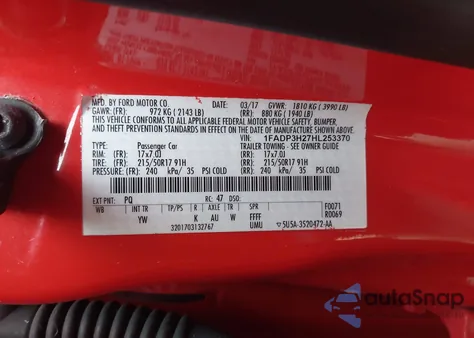 MFD. BY FORD MOTOR CO.
03/17 GVWR: 1810 KG (3990 LB)
GAWR: (FR): 972 KG (2143 LB) (RR): 880 KG (1940 LB)
THIS VEHICLE CONFORMS TO ALL APPLICABLE FEDERAL MOTOR VEHICLE SAFETY, BUMPER,
AND THEFT PREVENTION STANDARDS IN EFFECT ON THE DATE OF MANUFACTURE SHOWN ABOVE.
VIN: 1FADP3H27HL253370
TYPE: Passenger Car TRAILER TOWING - SEE OWNER GUIDE
RIM: (FR): 17x7.0J (RR): 17x7.0J
TIRE: (FR): 215/50R17 91H (RR): 215/50R17 91H
PRESSURE: (FR): 240 kPa/ 35 PSI COLD (RR): 240 kPa/ 35 PSI COLD
EXT PNT: PQ RC: 47 DSO: F0071
WB INT TR TP/PS R AXLE TR SPR R0069
YW K AU W FFFF
3201703132767 UMU 5U5A-3520472-AA
autoSnap